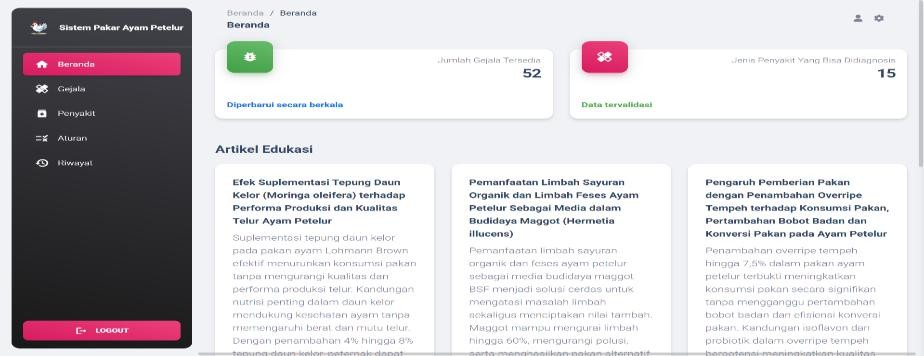 Sistem Pakar Ayam Petelur
Beranda
Gejala
Penyakit
Aturan
Riwayat
LOGOUT
Beranda / Beranda
Beranda
Jumlah Gejala Tersedia
52
Diperbarui secara berkala
Jenis Penyakit Yang Bisa Didiagnosis
15
Data tervalidasi
Artikel Edukasi
Efek Suplementasi Tepung Daun
Kelor (Moringa oleifera) terhadap
Performa Produksi dan Kualitas
Telur Ayam Petelur
Suplementasi tepung daun kelor
pada pakan ayam Lohmann Brown
efektif menurunkan konsumsi pakan
tanpa mengurangi kualitas dan
performa produksi telur. Kandungan
nutrisi penting dalam daun kelor
mendukung kesehatan ayam tanpa
memengaruhi berat dan mutu telur.
Dengan penambahan 4% hingga 8%
tepung daun kelor peternak dapat
Pemanfaatan Limbah Sayuran
Organik dan Limbah Feses Ayam
Petelur Sebagai Media dalam
Budidaya Maggot (Hermetia
illucens)
Pemanfaatan limbah sayuran
organik dan feses ayam petelur
sebagai media budidaya maggot
BSF menjadi solusi cerdas untuk
mengatasi masalah limbah
sekaligus menciptakan nilai tambah.
Maggot mampu mengurai limbah
hingga 60%, mengurangi polusi,
serta menghasilkan pakan alternatif
Pengaruh Pemberian Pakan
dengan Penambahan Overripe
Tempeh terhadap Konsumsi Pakan,
Pertambahan Bobot Badan dan
Konversi Pakan pada Ayam Petelur
Penambahan overripe tempeh
hingga 7,5% dalam pakan ayam
petelur terbukti meningkatkan
konsumsi pakan secara signifikan
tanpa mengganggu pertambahan
bobot badan dan efisiensi konversi
pakan. Kandungan isoflavon dan
probiotik dalam overripe tempeh
berpotensi meningkatkan kualitas